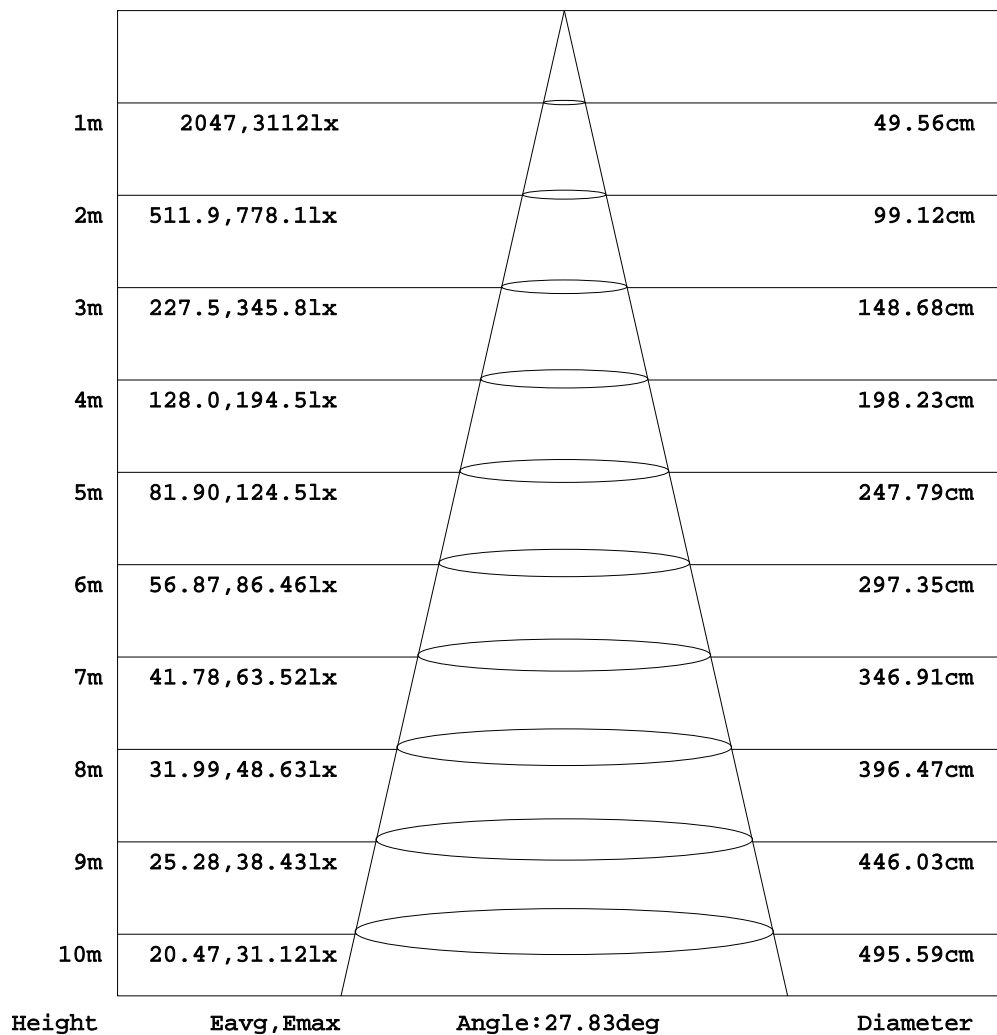 1m 2047,3112lx 49.56cm
2m 511.9,778.1lx 99.12cm
3m 227.5,345.8lx 148.68cm
4m 128.0,194.5lx 198.23cm
5m 81.90,124.5lx 247.79cm
6m 56.87,86.46lx 297.35cm
7m 41.78,63.52lx 346.91cm
8m 31.99,48.63lx 396.47cm
9m 25.28,38.43lx 446.03cm
10m 20.47,31.12lx 495.59cm
Height Eavg,Emax Angle:27.83deg Diameter